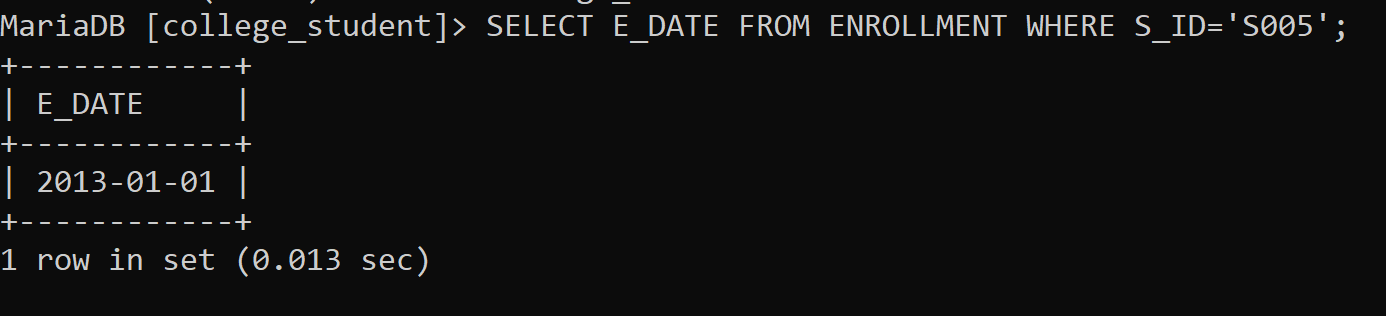 MariaDB [college_student]> SELECT E_DATE FROM ENROLLMENT WHERE S_ID='S005';
+------------+
| E_DATE     |
+------------+
| 2013-01-01 |
+------------+
1 row in set (0.013 sec)